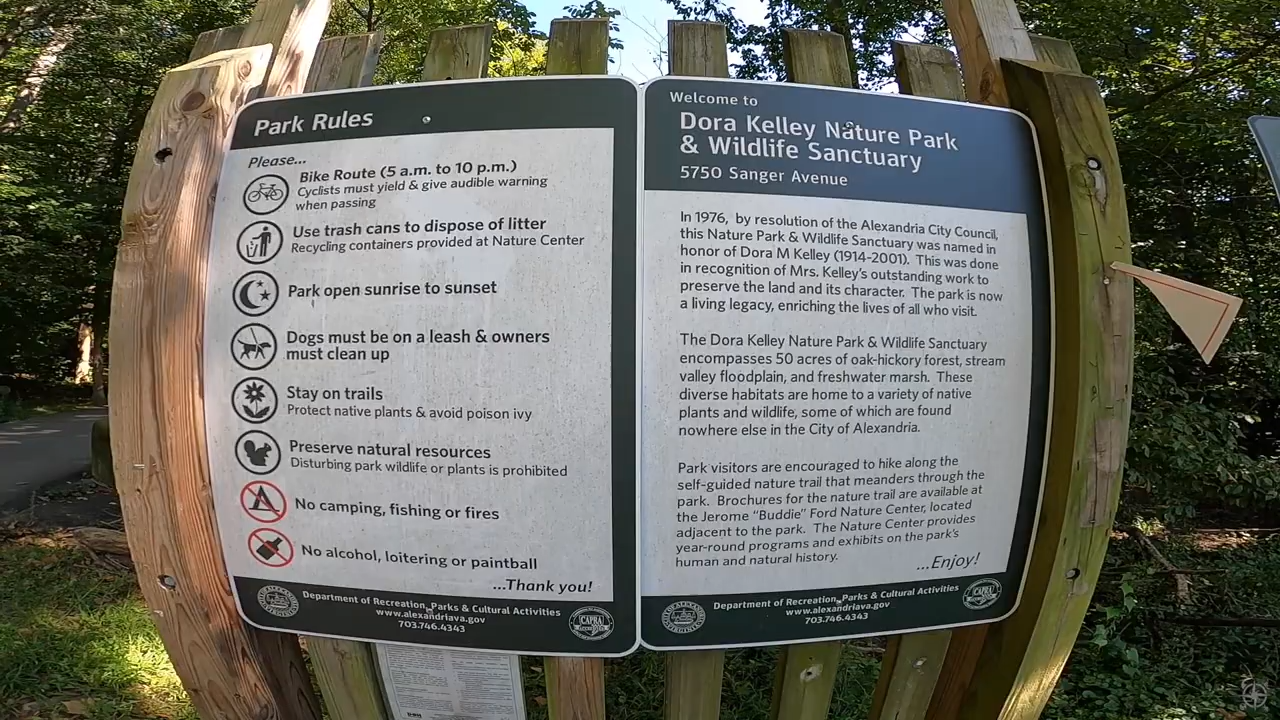 Park Rules
Please...
Bike Route (5 a.m. to 10 p.m.)
Cyclists must yield & give audible warning
when passing
Use trash cans to dispose of litter
Recycling containers provided at Nature Center
Park open sunrise to sunset
Dogs must be on a leash & owners
must clean up
Stay on trails
Protect native plants & avoid poison ivy
Preserve natural resources
Disturbing park wildlife or plants is prohibited
No camping, fishing or fires
No alcohol, loitering or paintball
...Thank you!
Department of Recreation, Parks & Cultural Activities
www.alexandriava.gov
703.746.4343
CAPRA
Welcome to
Dora Kelley Nature Park
& Wildlife Sanctuary
5750 Sanger Avenue
In 1976, by resolution of the Alexandria City Council,
this Nature Park & Wildlife Sanctuary was named in
honor of Dora M Kelley (1914-2001). This was done
in recognition of Mrs. Kelley's outstanding work to
preserve the land and its character. The park is now
a living legacy, enriching the lives of all who visit.
The Dora Kelley Nature Park & Wildlife Sanctuary
encompasses 50 acres of oak-hickory forest, stream
valley floodplain, and freshwater marsh. These
diverse habitats are home to a variety of native
plants and wildlife, some of which are found
nowhere else in the City of Alexandria.
Park visitors are encouraged to hike along the
self-guided nature trail that meanders through the
park. Brochures for the nature trail are available at
the Jerome "Buddie" Ford Nature Center, located
adjacent to the park. The Nature Center provides
year-round programs and exhibits on the park's
human and natural history.
...Enjoy!
Department of Recreation, Parks & Cultural Activities
www.alexandriava.gov
703.746.4343
CAPRA